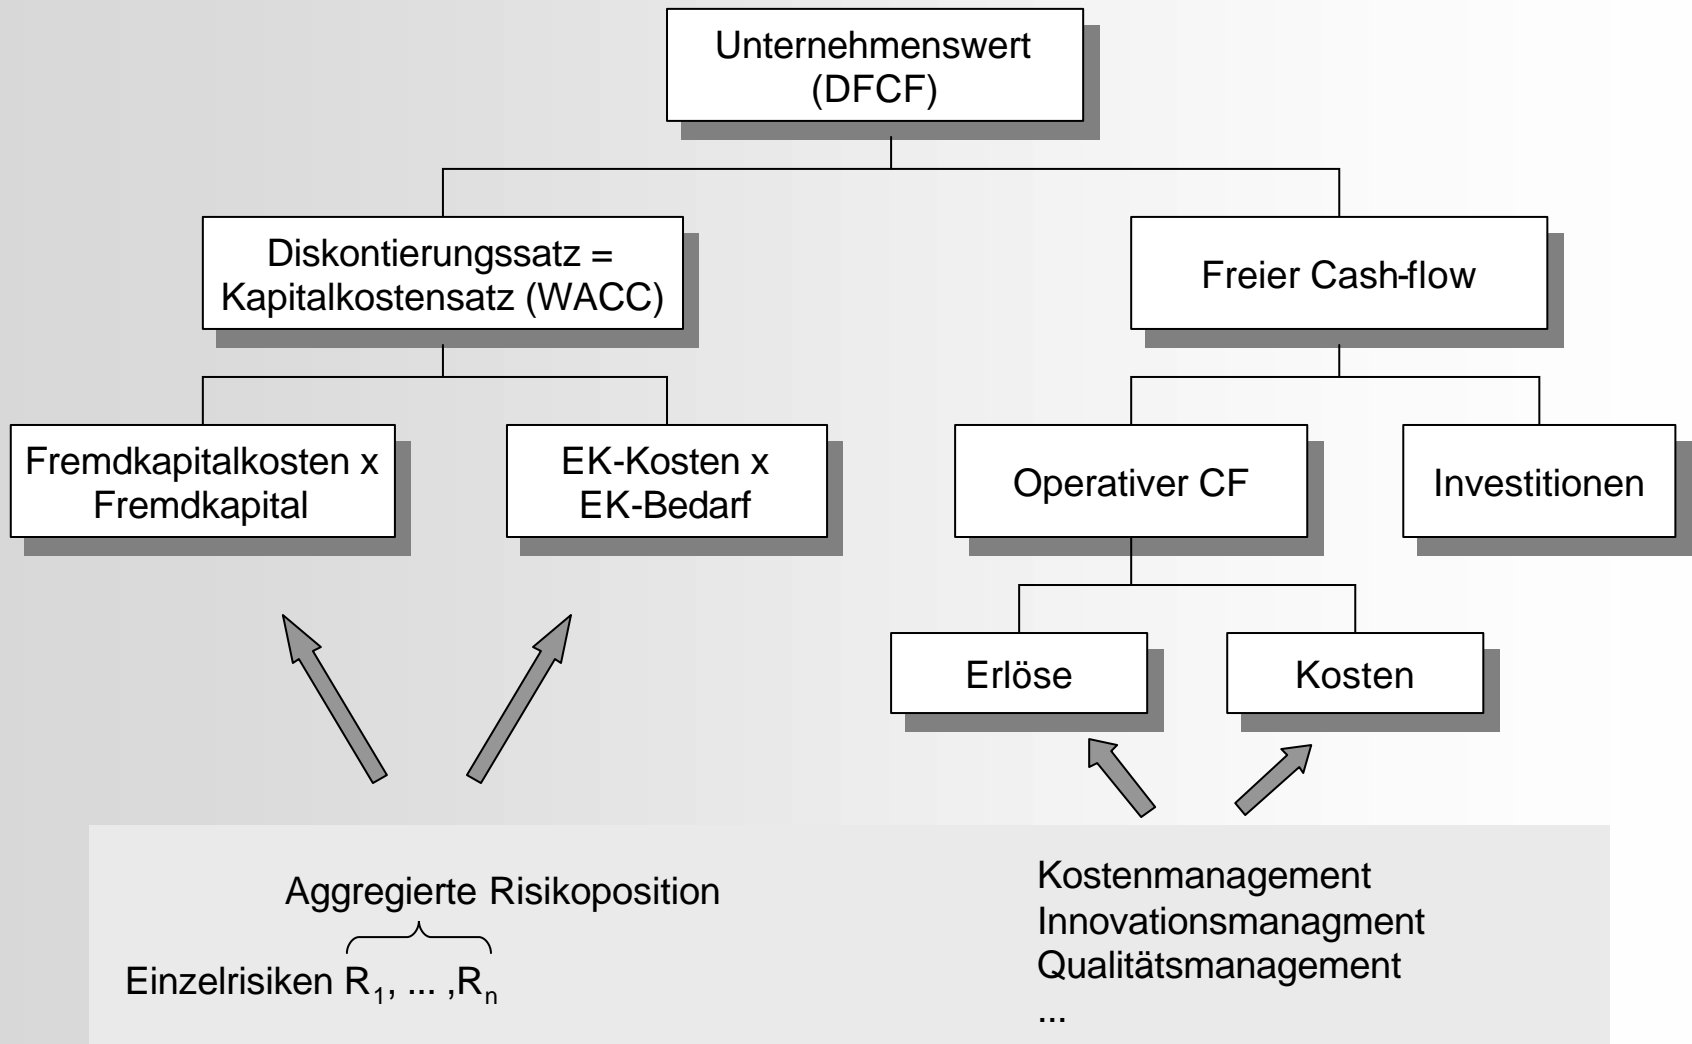 Unternehmenswert
(DFCF)
Diskontierungssatz =
Kapitalkostensatz (WACC)
Freier Cash-flow
Fremdkapitalkosten x
Fremdkapital
EK-Kosten x
EK-Bedarf
Operativer CF
Investitionen
Erlöse
Kosten
Aggregierte Risikoposition
Einzelrisiken R₁, ... ,Rₙ
Kostenmanagement
Innovationsmanagment
Qualitätsmanagement
...